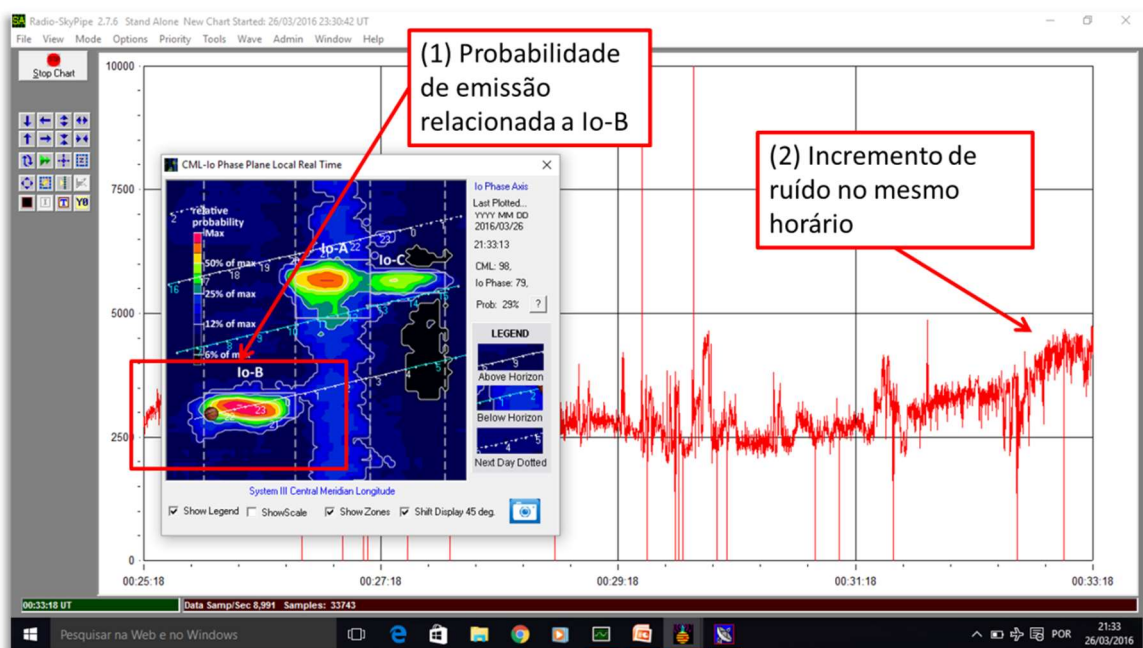 Radio-SkyPipe 2.7.6 Stand Alone New Chart Started: 26/03/2016 23:30:42 UT
File View Mode Options Priority Tools Wave Admin Window Help
Stop Chart
(1) Probabilidade
de emissão
relacionada a Io-B
(2) Incremento de
ruído no mesmo
horário
10000
7500
5000
2500
0
CML-Io Phase Plane Local Real Time
relative
probability
Max
50% of max
25% of max
12% of max
6% of max
Io-A
Io-C
Io-B
Io Phase Axis
Last Plotted...
YYYY MM DD
2016/03/26
21:33:13
CML: 98,
Io Phase: 79,
Prob: 29% ?
LEGEND
Above Horizon
Below Horizon
Next Day Dotted
System III Central Meridian Longitude
Show Legend ShowScale Show Zones Shift Display 45 deg.
00:25:18 00:27:18 00:29:18 00:31:18 00:33:18
00:33:18 UT Data Samp/Sec 8,991 Samples: 33743
Pesquisar na Web e no Windows
POR
21:33
26/03/2016